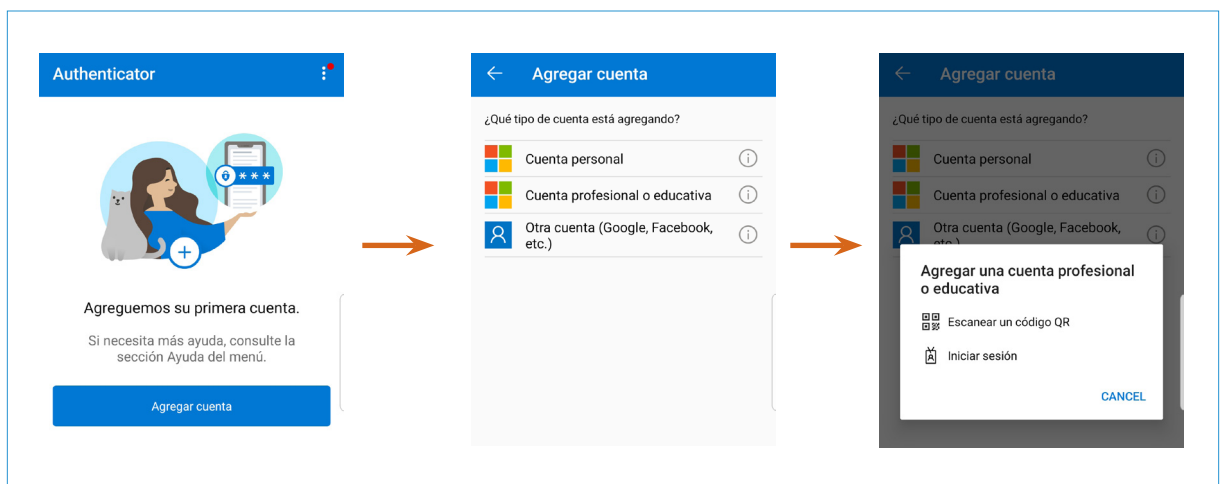 Authenticator
* * *
Agreguemos su primera cuenta.
Si necesita más ayuda, consulte la
sección Ayuda del menú.
Agregar cuenta
Agregar cuenta
¿Qué tipo de cuenta está agregando?
Cuenta personal
Cuenta profesional o educativa
Otra cuenta (Google, Facebook,
etc.)
Agregar cuenta
¿Qué tipo de cuenta está agregando?
Cuenta personal
Cuenta profesional o educativa
Otra cuenta (Google, Facebook,
etc.)
Agregar una cuenta profesional
o educativa
Escanear un código QR
Iniciar sesión
CANCEL